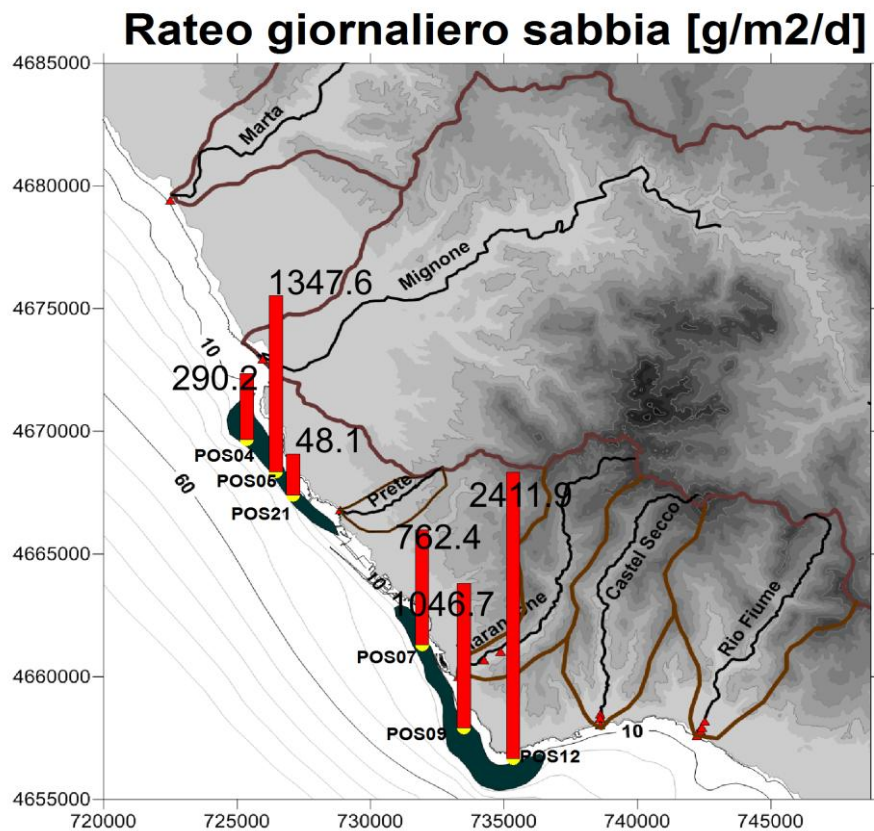 Rateo giornaliero sabbia [g/m2/d]
4685000
Marta
4680000
Mignone
4675000
1347.6
10
290.2
4670000
POS04
48.1
POS05
60
Prete
2411.9
POS21
4665000
762.4
Castel Secco
10
1046.7
Rio Fiume
POS07
4660000
POS09
10
POS12
4655000
720000 725000 730000 735000 740000 745000